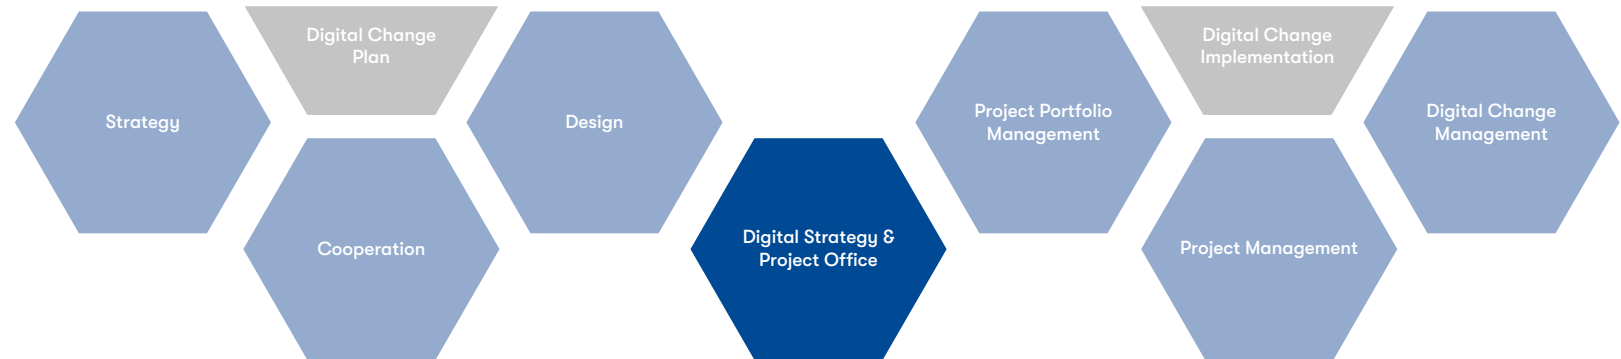 Strategy
Digital Change
Plan
Cooperation
Design
Digital Strategy &
Project Office
Project Portfolio
Management
Digital Change
Implementation
Project Management
Digital Change
Management